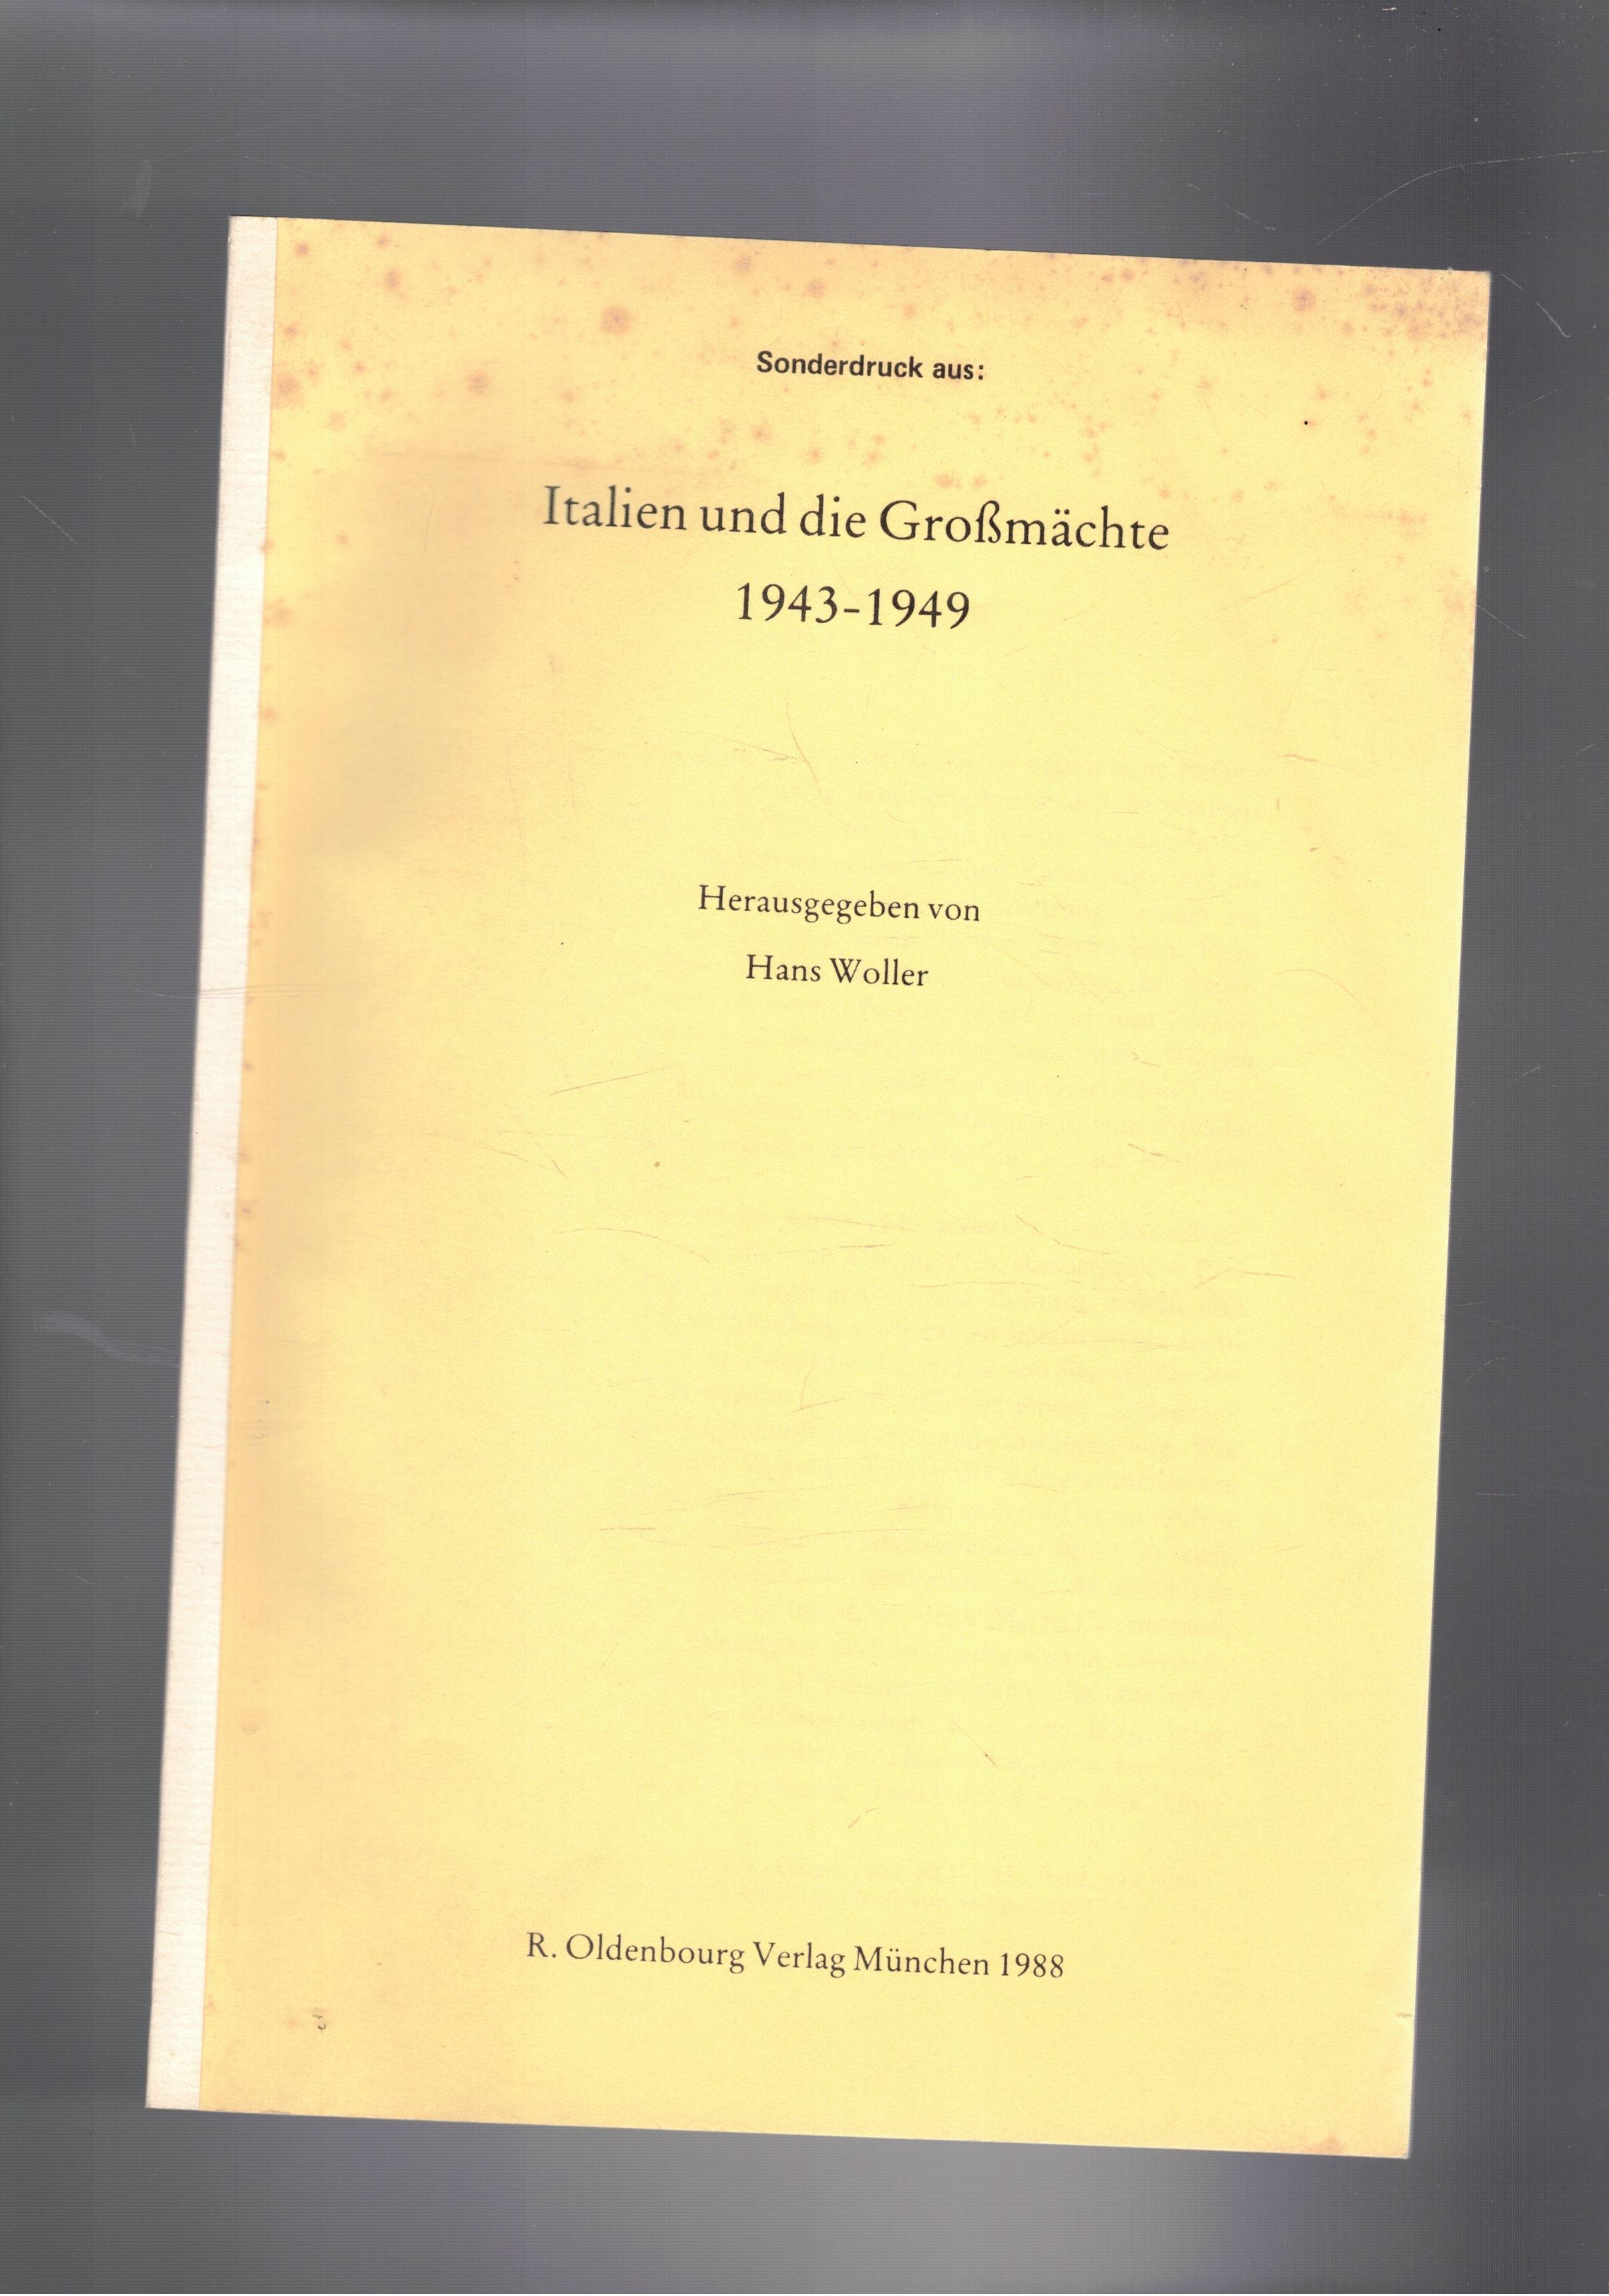 Sonderdruck aus:
Italien und die Großmächte
1943-1949
Herausgegeben von
Hans Woller
R. Oldenbourg Verlag München 1988